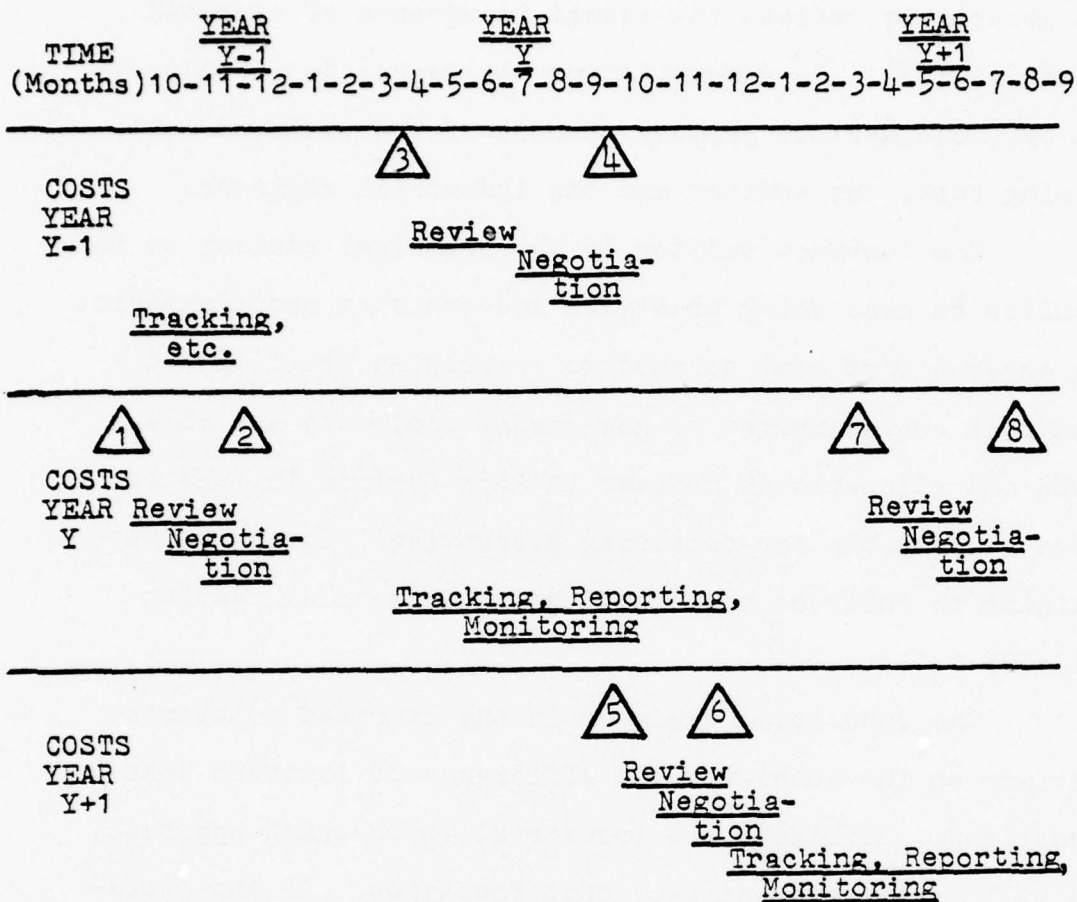 YEAR YEAR YEAR
TIME Y-1 Y Y+1
(Months) 10-11-12-1-2-3-4-5-6-7-8-9-10-11-12-1-2-3-4-5-6-7-8-9
3 4
COSTS
YEAR
Y-1
Review
Negotia-
tion
Tracking,
etc.
1 2 7 8
COSTS
YEAR Review Review
Y Negotia- Negotia-
tion tion
Tracking, Reporting,
Monitoring
5 6
COSTS
YEAR Review
Y+1 Negotia-
tion
Tracking, Reporting,
Monitoring